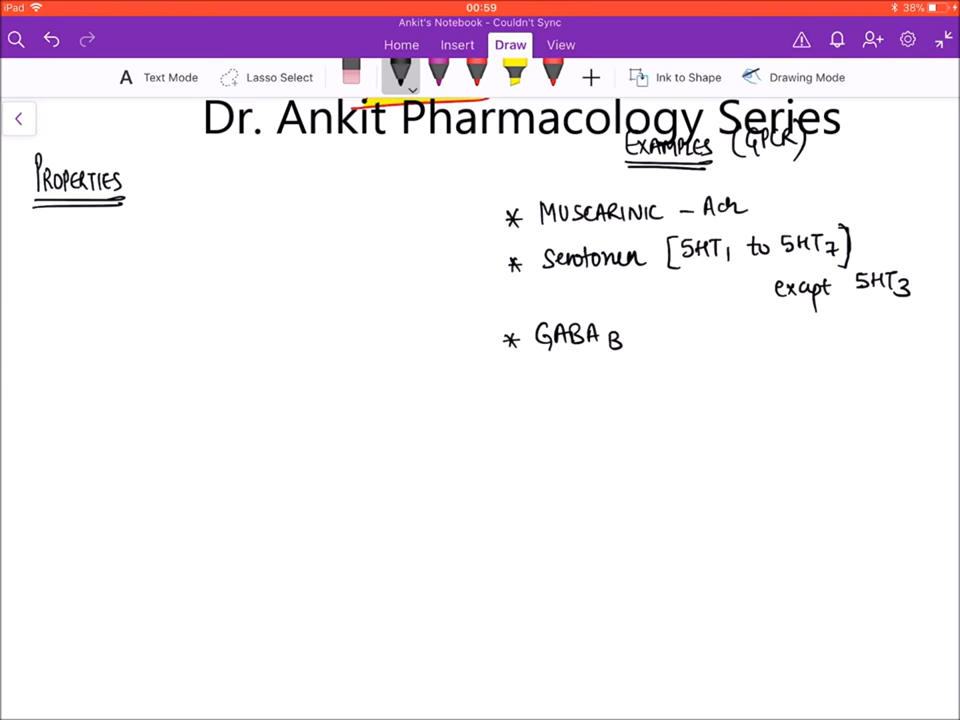 iPad 00:59 38%
Ankit's Notebook - Couldn't Sync
Home Insert Draw View
A Text Mode Lasso Select Ink to Shape Drawing Mode
Dr. Ankit Pharmacology Series
EXAMPLES (GPCR)
PROPERTIES
* MUSCARINIC - Ach
* Serotonin [5HT1 to 5HT7]
except 5HT3
* GABA B